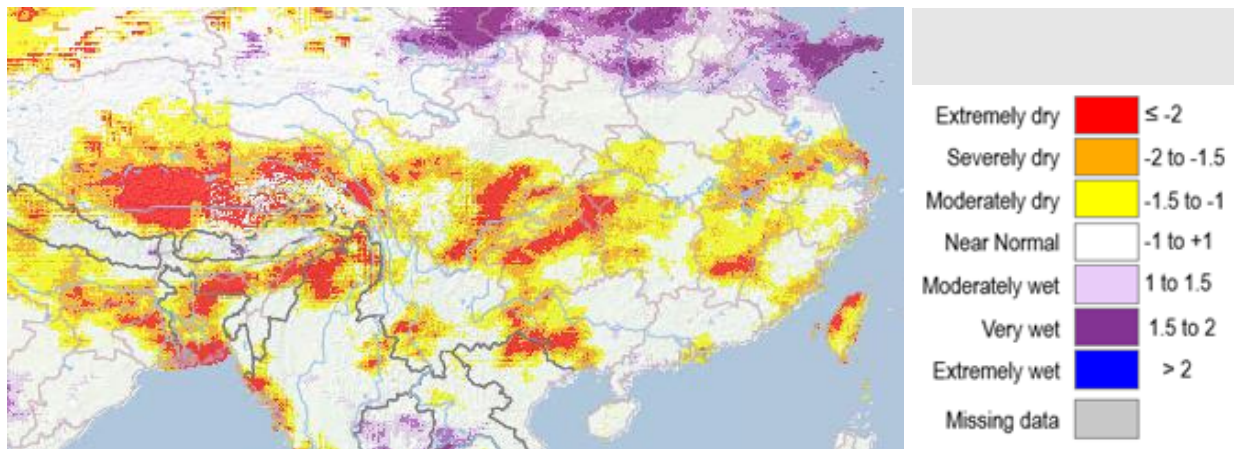 Extremely dry ≤ -2
Severely dry -2 to -1.5
Moderately dry -1.5 to -1
Near Normal -1 to +1
Moderately wet 1 to 1.5
Very wet 1.5 to 2
Extremely wet > 2
Missing data